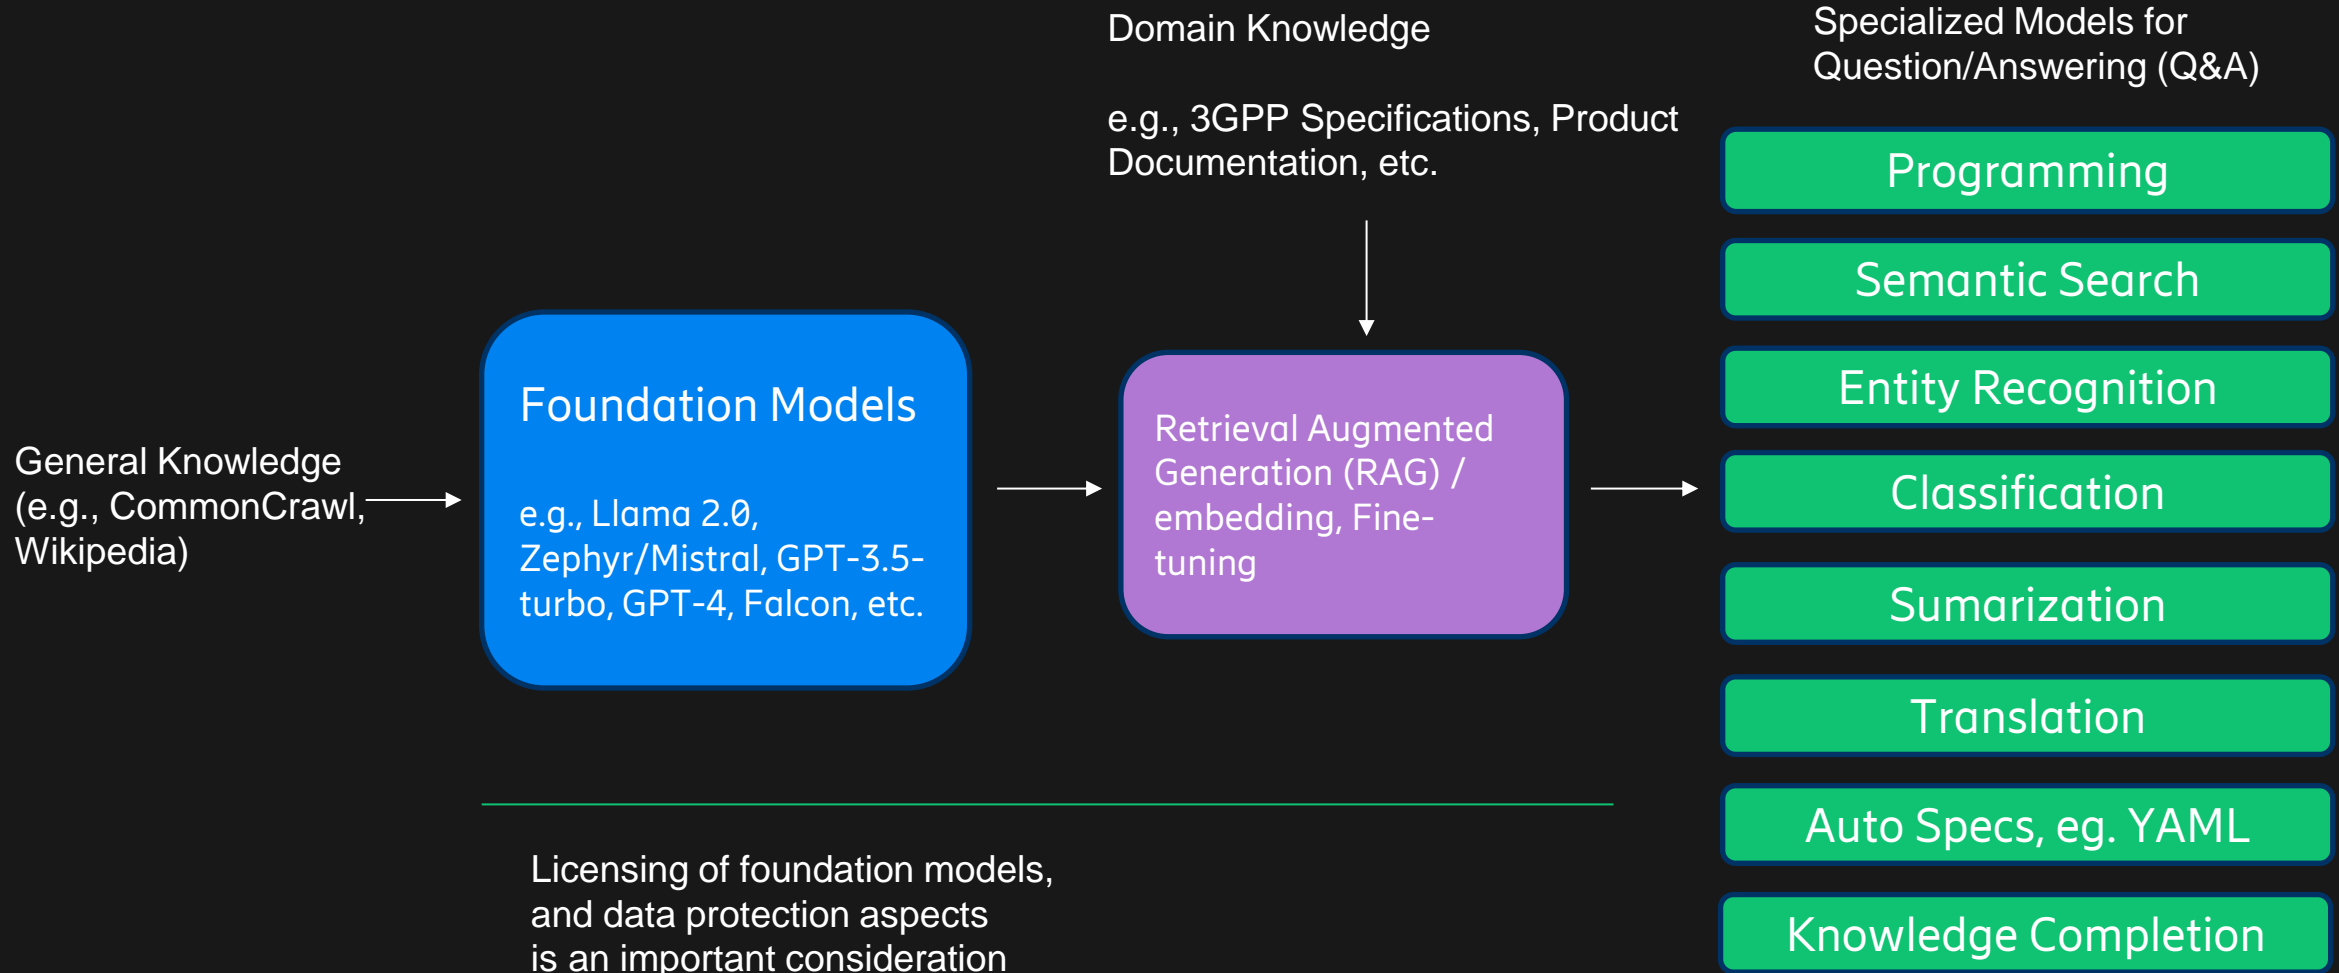 General Knowledge
(e.g., CommonCrawl,
Wikipedia)
Foundation Models
e.g., Llama 2.0,
Zephyr/Mistral, GPT-3.5-
turbo, GPT-4, Falcon, etc.
Domain Knowledge
e.g., 3GPP Specifications, Product
Documentation, etc.
Retrieval Augmented
Generation (RAG) /
embedding, Fine-
tuning
Specialized Models for
Question/Answering (Q&A)
Programming
Semantic Search
Entity Recognition
Classification
Sumarization
Translation
Auto Specs, eg. YAML
Knowledge Completion
Licensing of foundation models,
and data protection aspects
is an important consideration